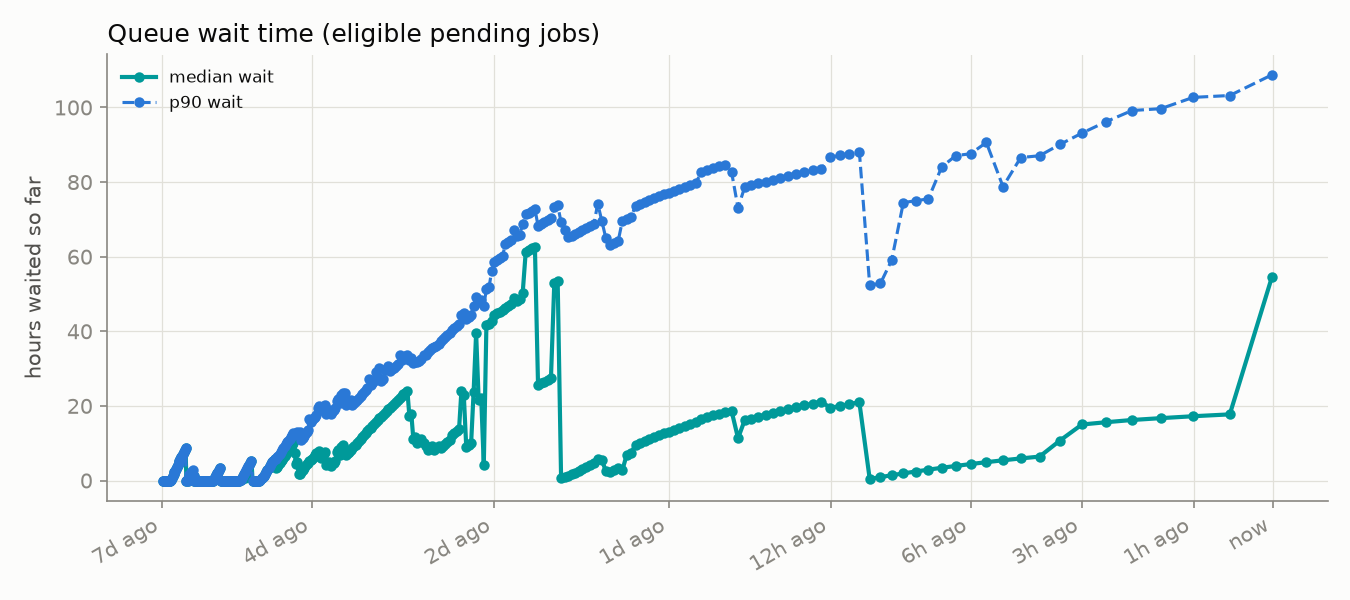 Queue wait time (eligible pending jobs)
median wait
p90 wait
hours waited so far
100
80
60
40
20
0
7d ago
4d ago
2d ago
1d ago
12h ago
6h ago
3h ago
1h ago
now